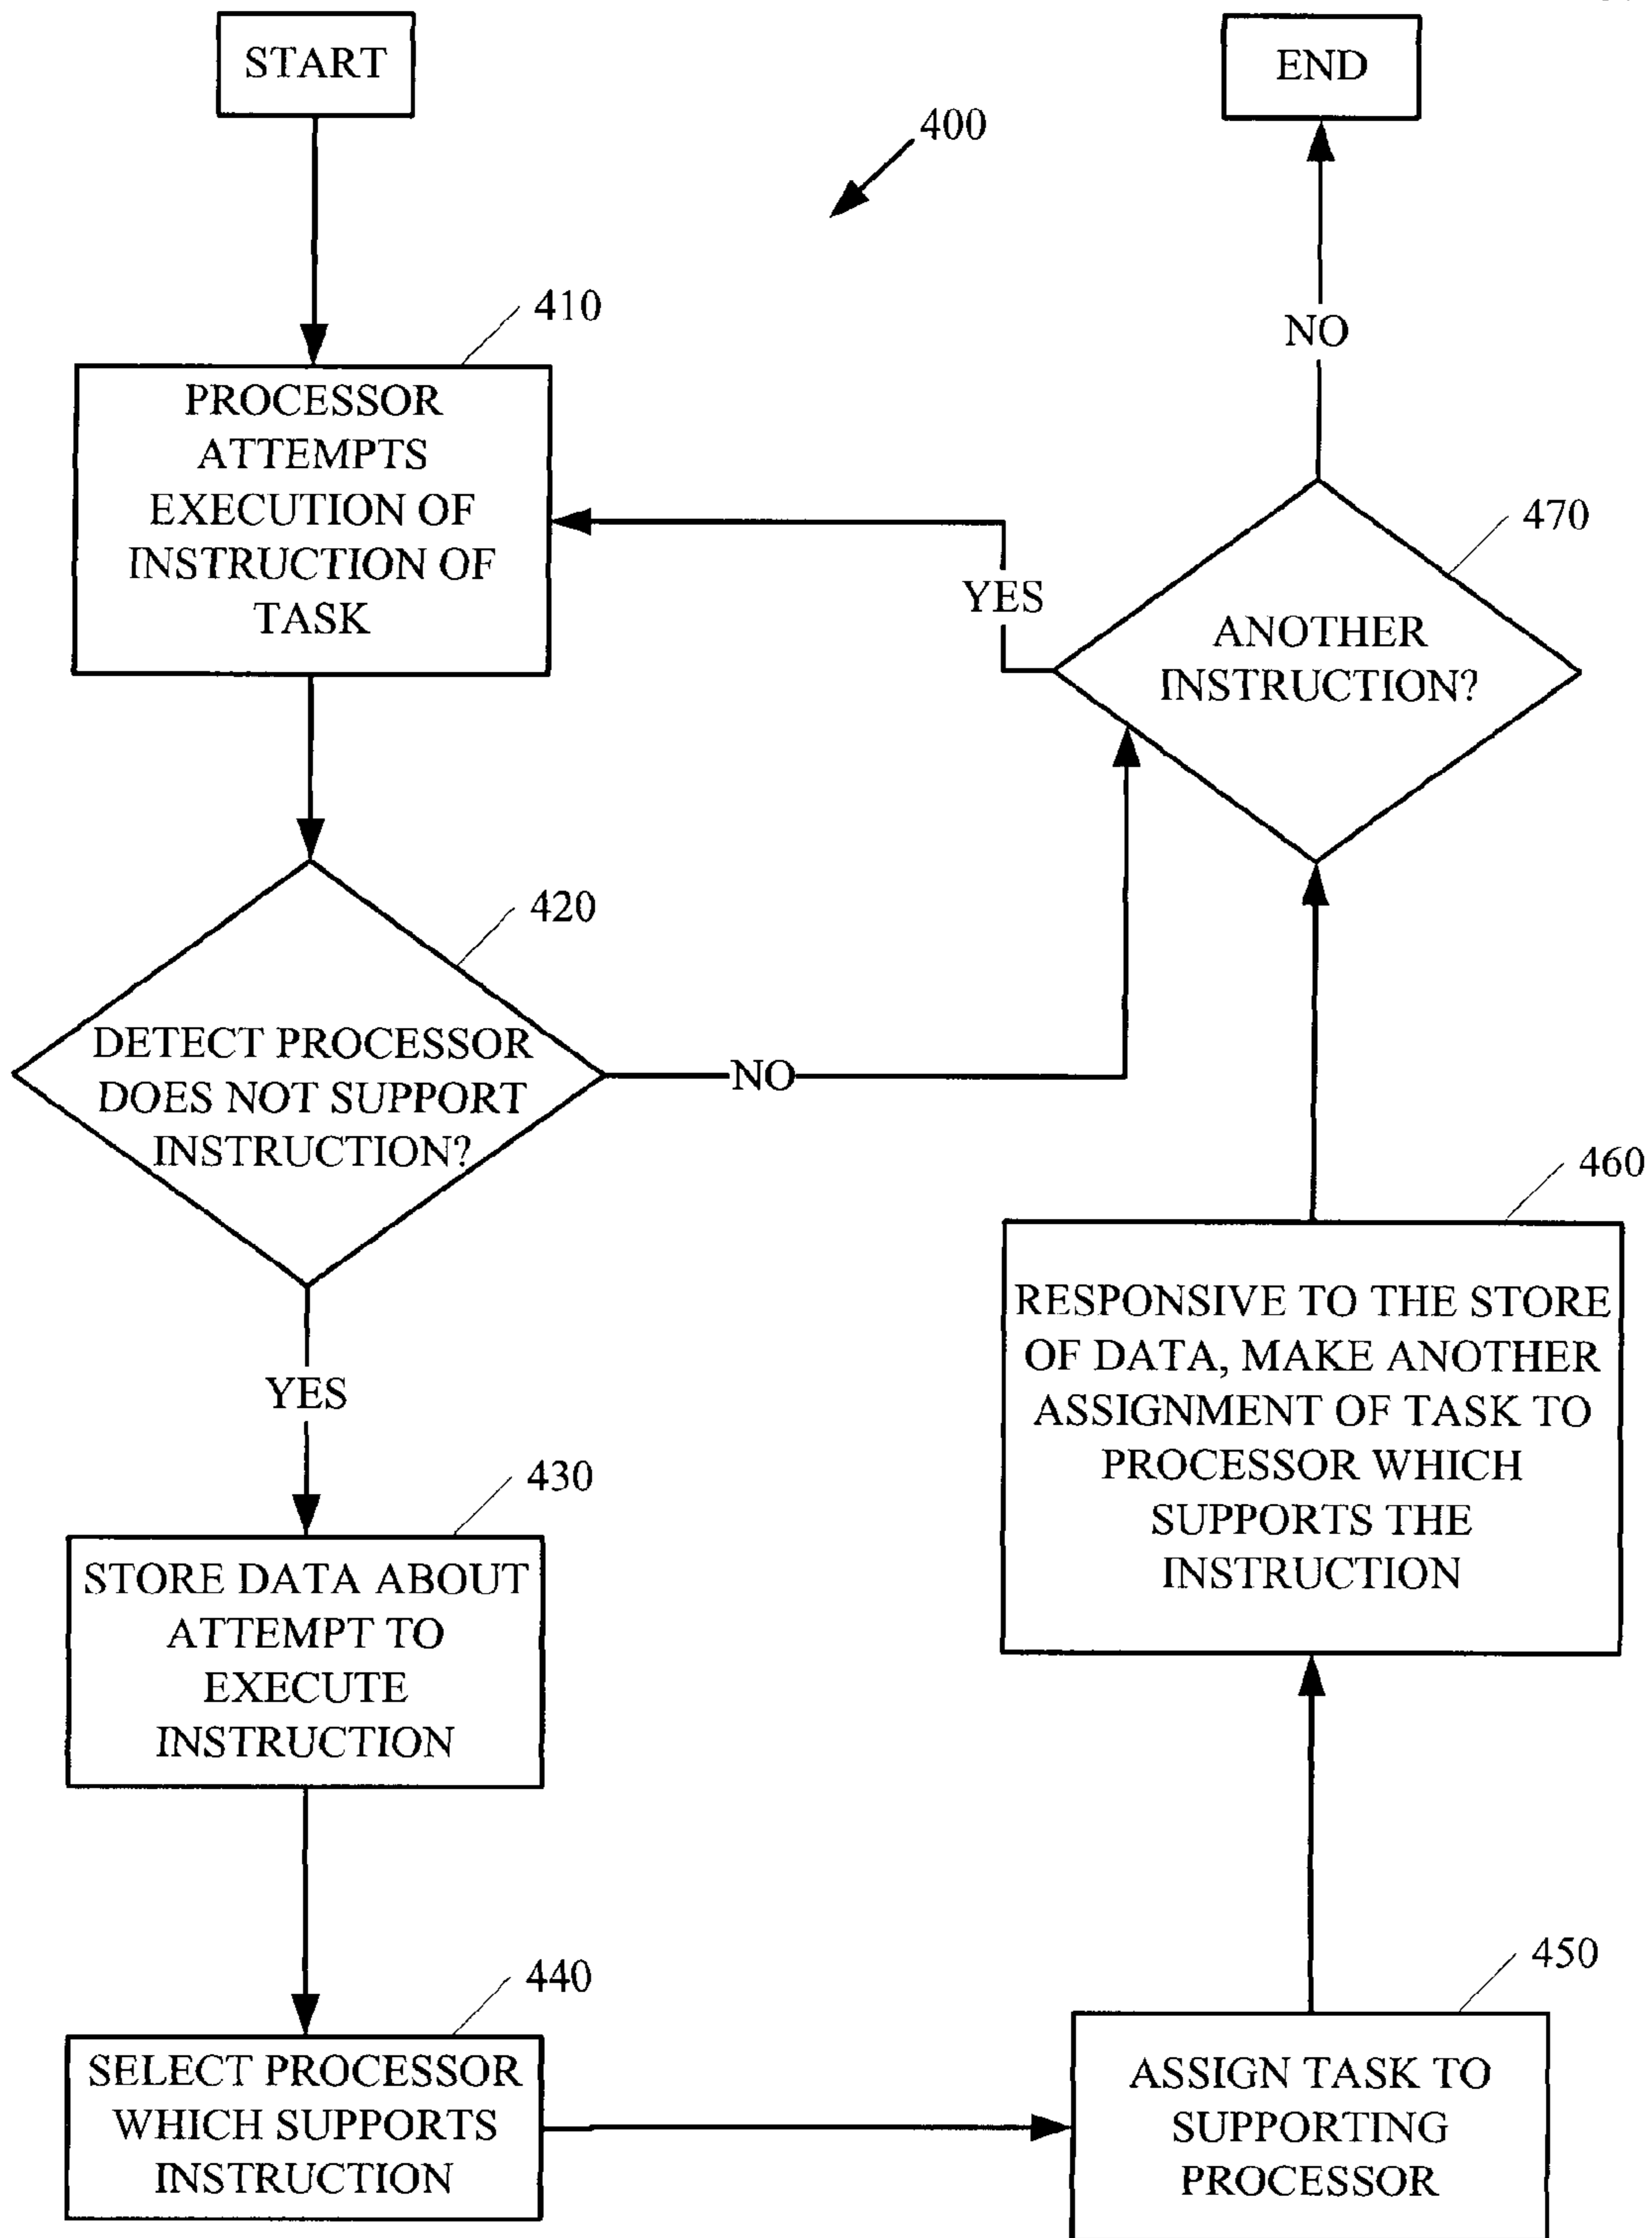 START
END
400
410
PROCESSOR
ATTEMPTS
EXECUTION OF
INSTRUCTION OF
TASK
NO
470
YES
ANOTHER
INSTRUCTION?
420
DETECT PROCESSOR
DOES NOT SUPPORT
INSTRUCTION?
NO
460
RESPONSIVE TO THE STORE
OF DATA, MAKE ANOTHER
ASSIGNMENT OF TASK TO
PROCESSOR WHICH
SUPPORTS THE
INSTRUCTION
YES
430
STORE DATA ABOUT
ATTEMPT TO
EXECUTE
INSTRUCTION
440
SELECT PROCESSOR
WHICH SUPPORTS
INSTRUCTION
450
ASSIGN TASK TO
SUPPORTING
PROCESSOR